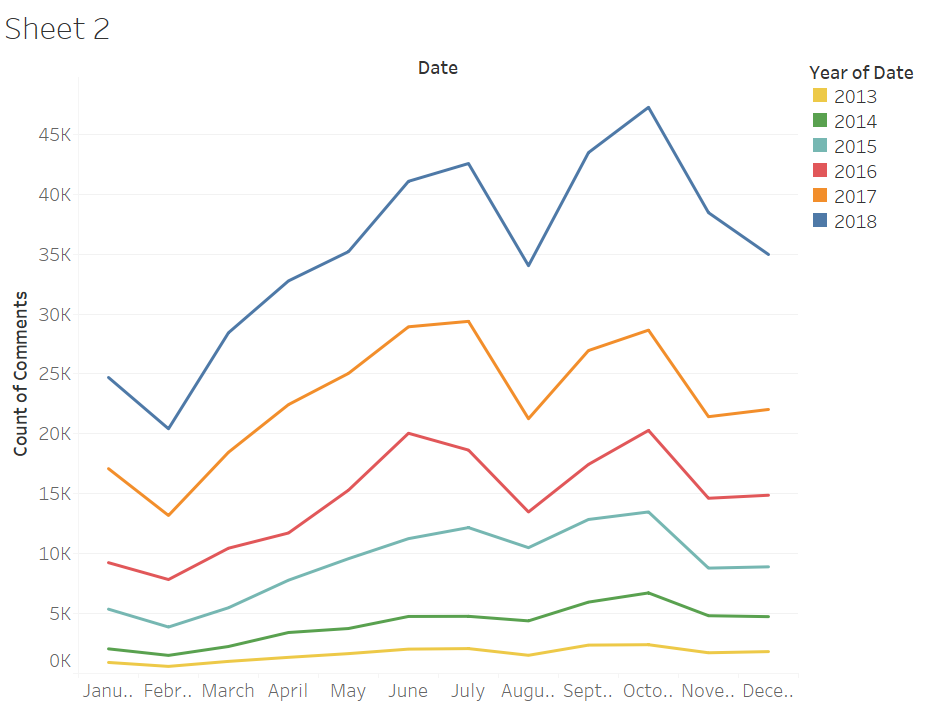 Sheet 2
Date
Year of Date
2013
2014
2015
2016
2017
2018
Count of Comments
45K
40K
35K
30K
25K
20K
15K
10K
5K
0K
Janu.. Febr.. March April May June July Augu.. Sept.. Octo.. Nove.. Dece..